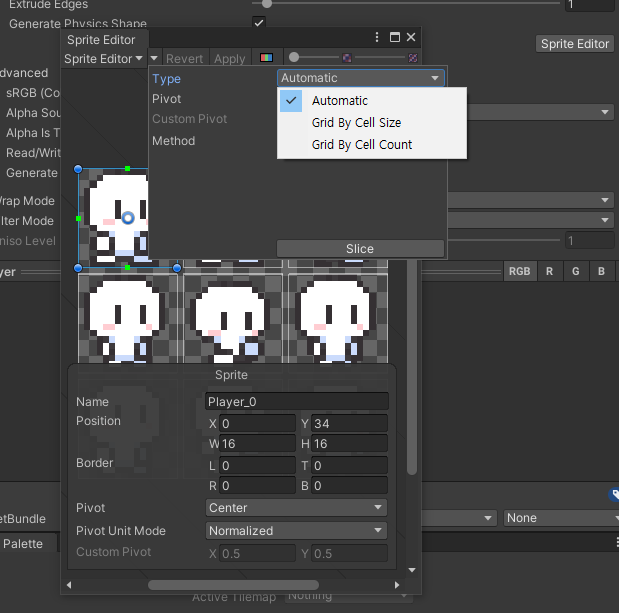 Extrude Edges 1
Generate Physics Shape
Sprite Editor
Sprite Editor
Sprite Editor Revert Apply
dvanced
sRGB (Co
Alpha Sou
Alpha Is T
Read/Writ
Generate
Type Automatic
Pivot
Custom Pivot
Method
Automatic
Grid By Cell Size
Grid By Cell Count
Slice
Wrap Mode
lter Mode
niso Level 1
yer RGB R G B
Sprite
Name Player_0
Position X 0 Y 34
W 16 H 16
Border L 0 T 0
R 0 B 0
Pivot Center
Pivot Unit Mode Normalized
Custom Pivot X 0.5 Y 0.5
etBundle None
Palette
Active Tilemap Nothing